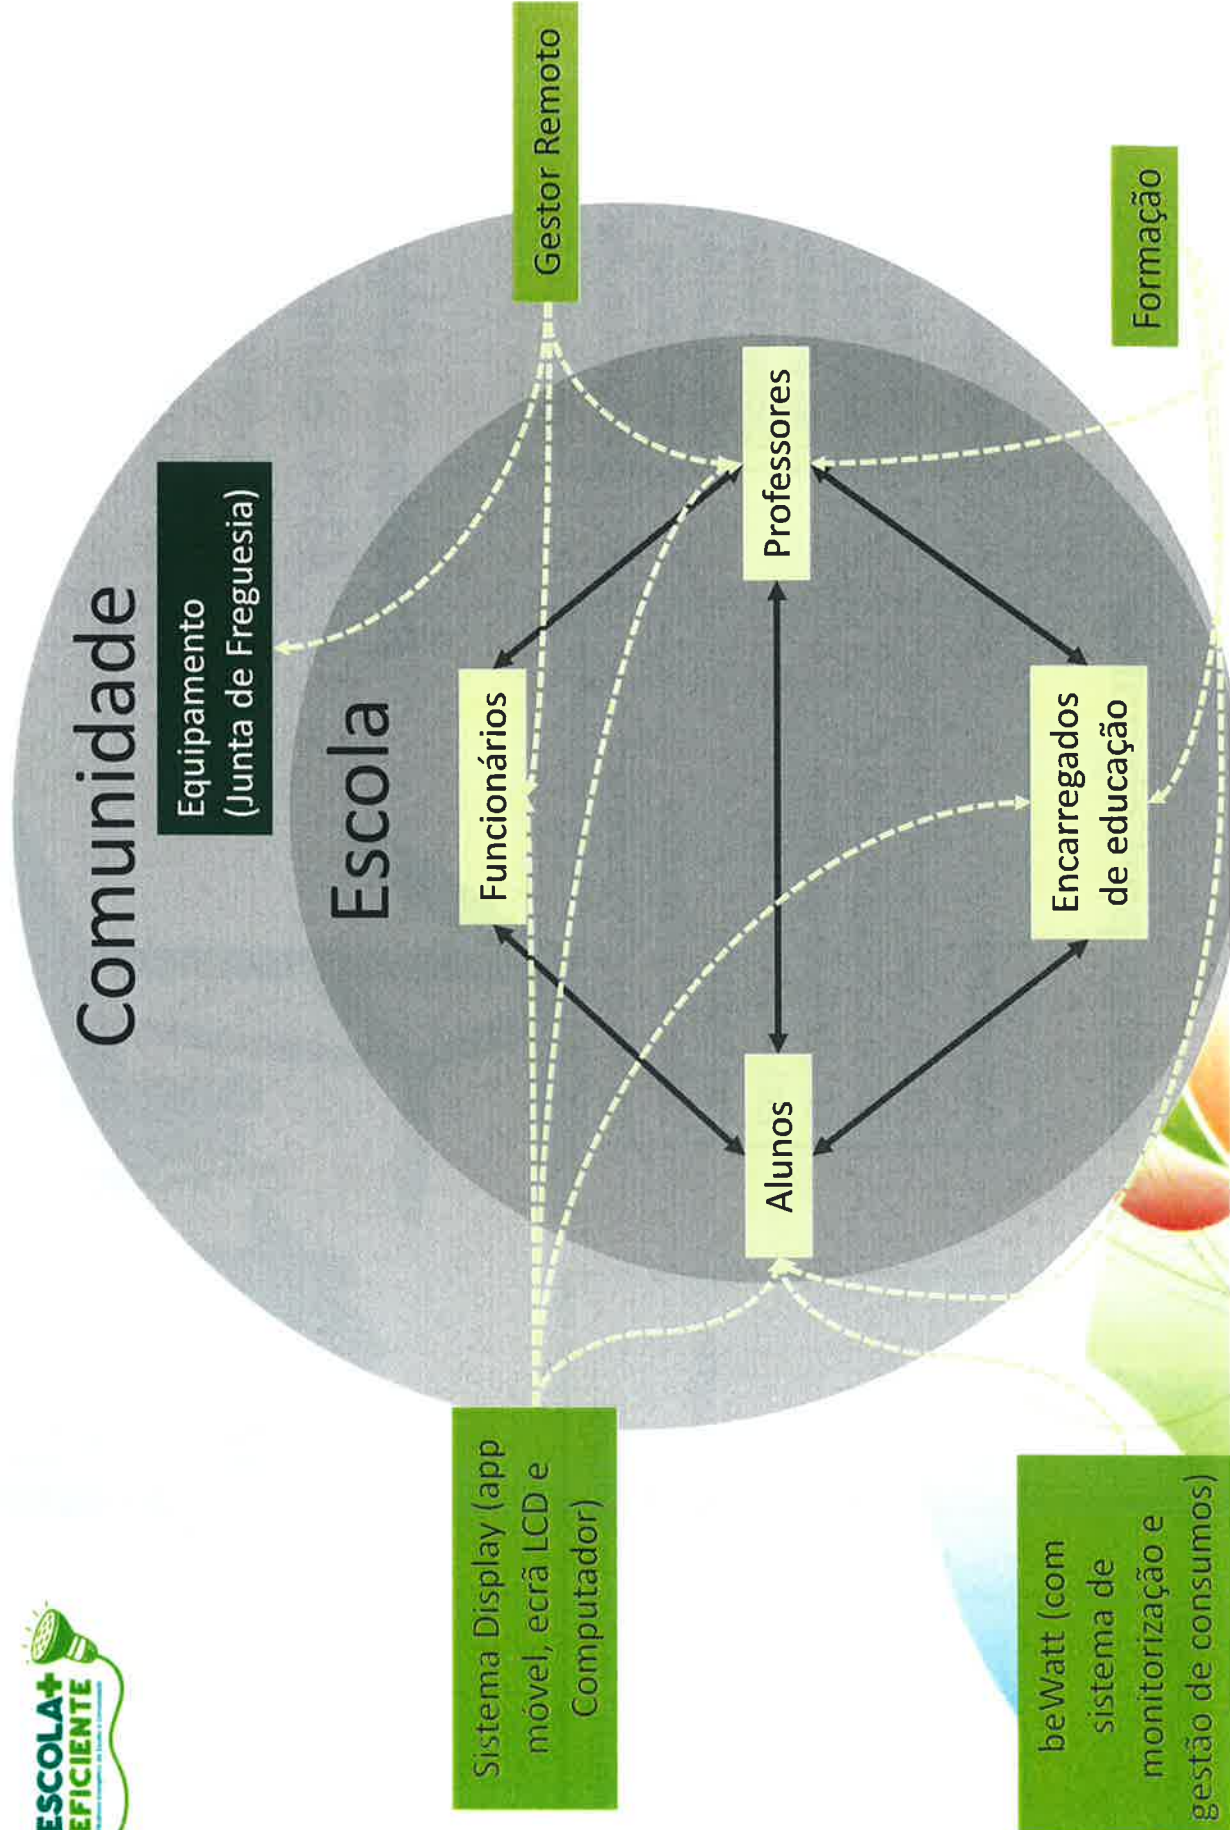 ESCOLA+
EFICIENTE
Comunidade
Equipamento
(Junta de Freguesia)
Escola
Sistema Display (app
móvel, ecrã LCD e
Computador)
Funcionários
Gestor Remoto
Alunos
Professores
beWatt (com
sistema de
monitorização e
gestão de consumos)
Encarregados
de educação
Formação